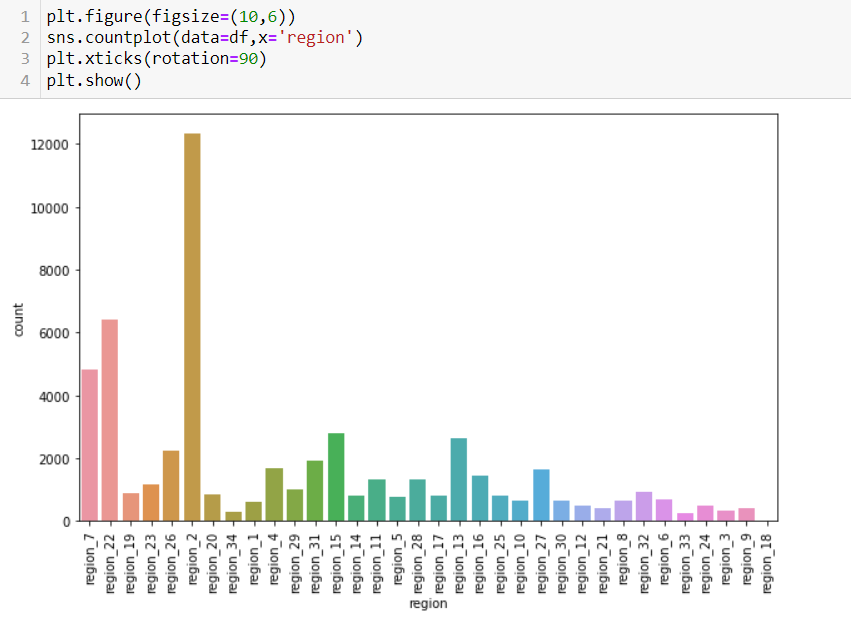 1 plt.figure(figsize=(10,6))
2 sns.countplot(data=df,x='region')
3 plt.xticks(rotation=90)
4 plt.show()
12000
10000
8000
6000
4000
2000
0
count
region_7
region_22
region_19
region_23
region_26
region_2
region_20
region_34
region_1
region_4
region_29
region_31
region_15
region_14
region_11
region_5
region_28
region_17
region_13
region_16
region_25
region_10
region_27
region_30
region_12
region_21
region_8
region_32
region_6
region_33
region_24
region_3
region_9
region_18
region